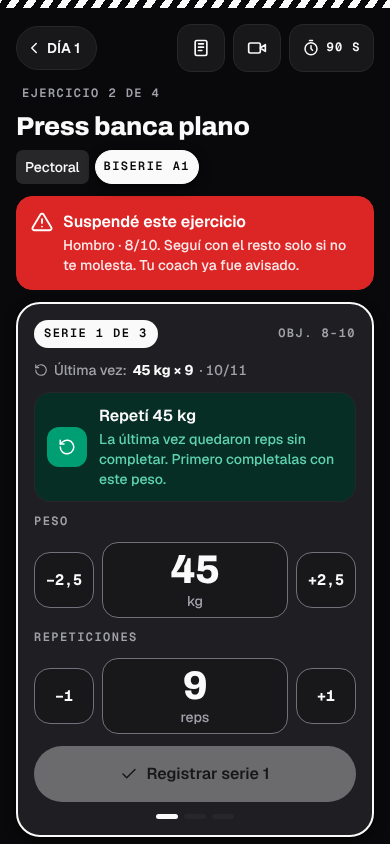 DÍA 1
90 S
EJERCICIO 2 DE 4
Press banca plano
Pectoral
BISERIE A1
Suspendé este ejercicio
Hombro · 8/10. Seguí con el resto solo si no
te molesta. Tu coach ya fue avisado.
SERIE 1 DE 3
OBJ. 8-10
Última vez: 45 kg × 9 · 10/11
Repetí 45 kg
La última vez quedaron reps sin
completar. Primero completalas con
este peso.
PESO
−2,5
45
kg
+2,5
REPETICIONES
−1
9
reps
+1
Registrar serie 1